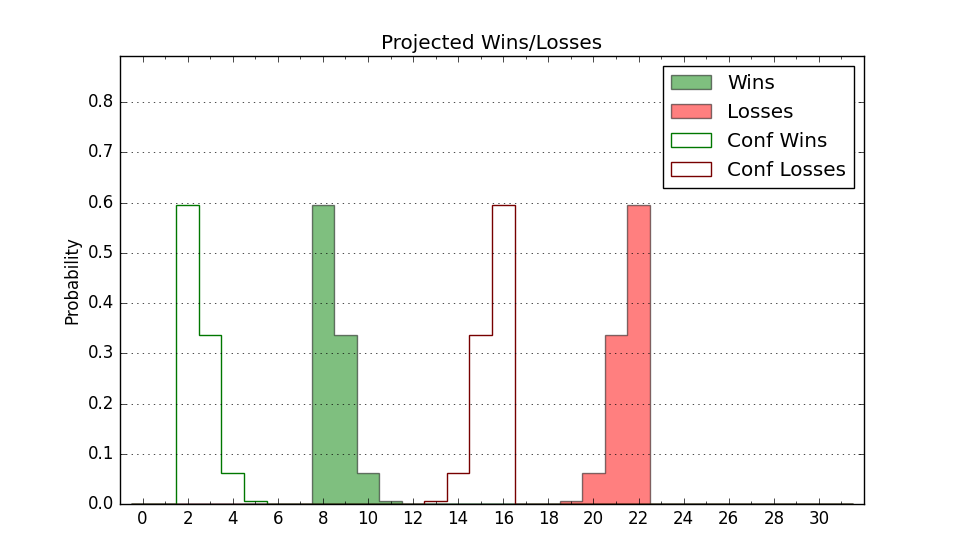 Projected Wins/Losses
Wins
Losses
Conf Wins
Conf Losses
Probability
0.8
0.7
0.6
0.5
0.4
0.3
0.2
0.1
0.0
0 2 4 6 8 10 12 14 16 18 20 22 24 26 28 30